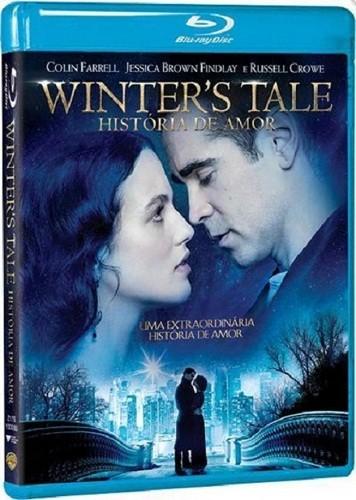 Blu-ray Disc
COLIN FARRELL, JESSICA BROWN FINDLAY E RUSSELL CROWE
WINTER'S TALE
HISTÓRIA DE AMOR
UMA EXTRAORDINÁRIA
HISTÓRIA DE AMOR
WINTER'S TALE HISTÓRIA DE AMOR